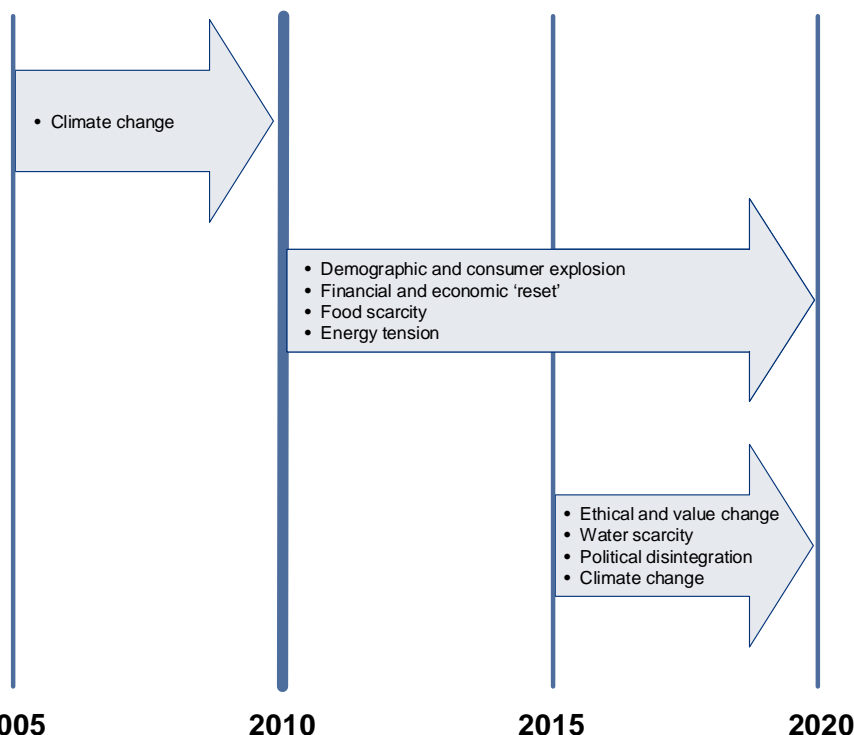 • Climate change
• Demographic and consumer explosion
• Financial and economic ‘reset’
• Food scarcity
• Energy tension
• Ethical and value change
• Water scarcity
• Political disintegration
• Climate change
005 2010 2015 2020